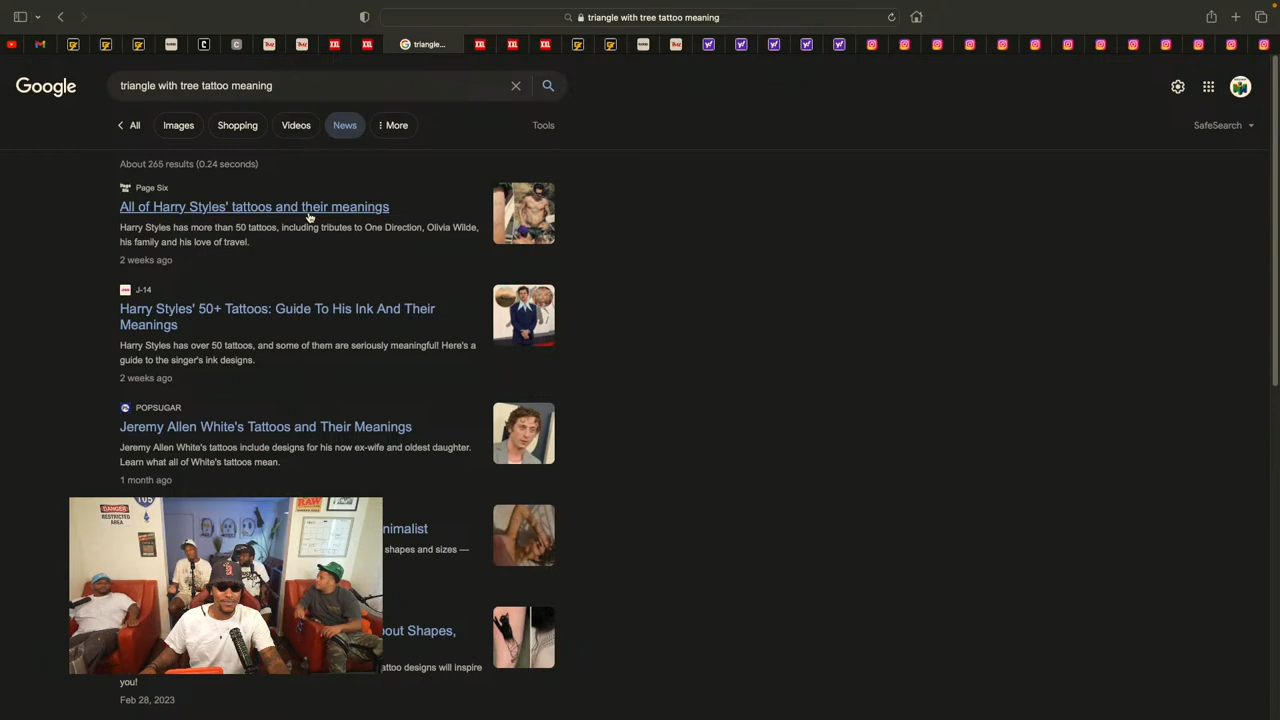 triangle with tree tattoo meaning
triangle...
Google
triangle with tree tattoo meaning
All
Images
Shopping
Videos
News
More
Tools
SafeSearch
About 265 results (0.24 seconds)
Page Six
All of Harry Styles' tattoos and their meanings
Harry Styles has more than 50 tattoos, including tributes to One Direction, Olivia Wilde,
his family and his love of travel.
2 weeks ago
J-14
Harry Styles' 50+ Tattoos: Guide To His Ink And Their
Meanings
Harry Styles has over 50 tattoos, and some of them are seriously meaningful! Here's a
guide to the singer's ink designs.
2 weeks ago
POPSUGAR
Jeremy Allen White's Tattoos and Their Meanings
Jeremy Allen White's tattoos include designs for his now ex-wife and oldest daughter.
Learn what all of White's tattoos mean.
1 month ago
nimalist
shapes and sizes —
bout Shapes,
attoo designs will inspire
you!
Feb 28, 2023
DANGER
RESTRICTED
AREA
105
RAW